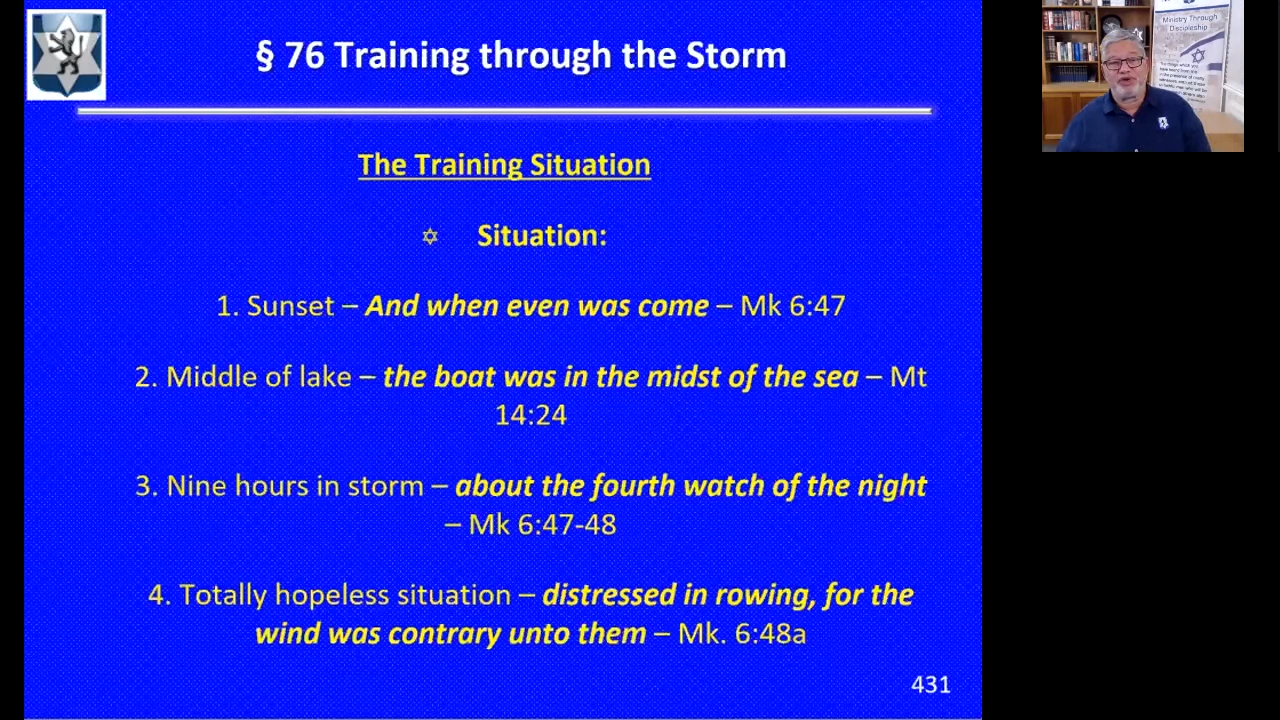 § 76 Training through the Storm
Ministry Through
Discipleship
The Training Situation
✡ Situation:
1. Sunset – And when even was come – Mk 6:47
2. Middle of lake – the boat was in the midst of the sea – Mt
14:24
3. Nine hours in storm – about the fourth watch of the night
– Mk 6:47-48
4. Totally hopeless situation – distressed in rowing, for the
wind was contrary unto them – Mk. 6:48a
431